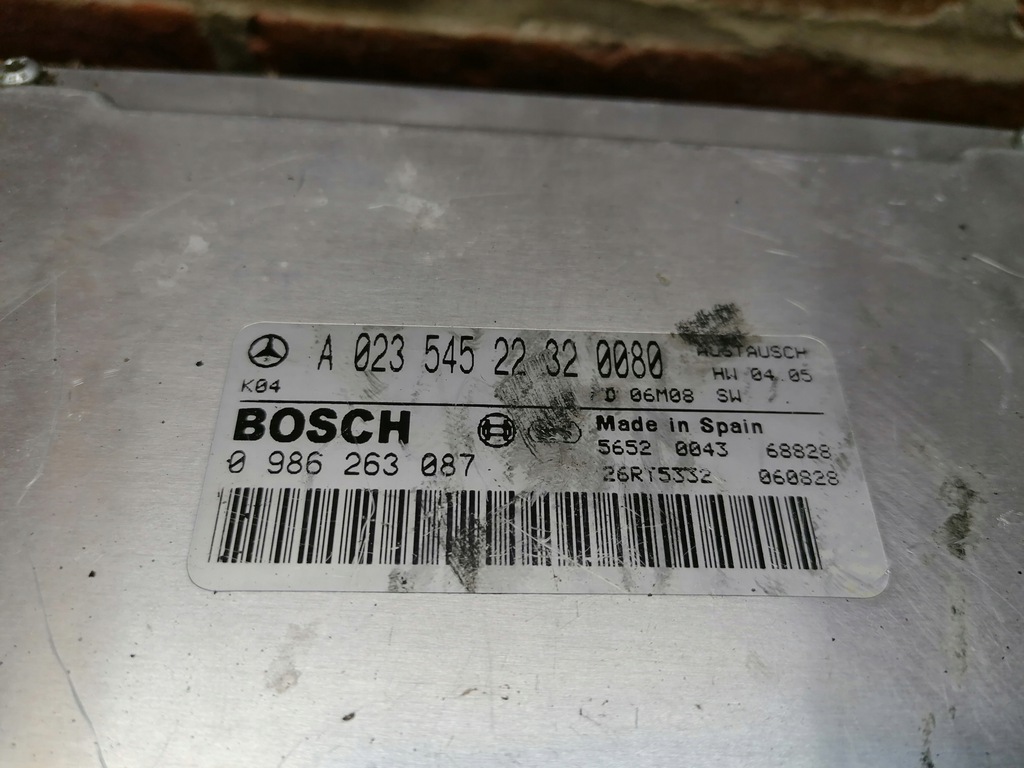 A 023 545 22 32 0080
AUSTAUSCH
HW 04.05
K04
D 06M08 SW
BOSCH
Made in Spain
5652 0043 68828
0 986 263 087
26RT5332 060828